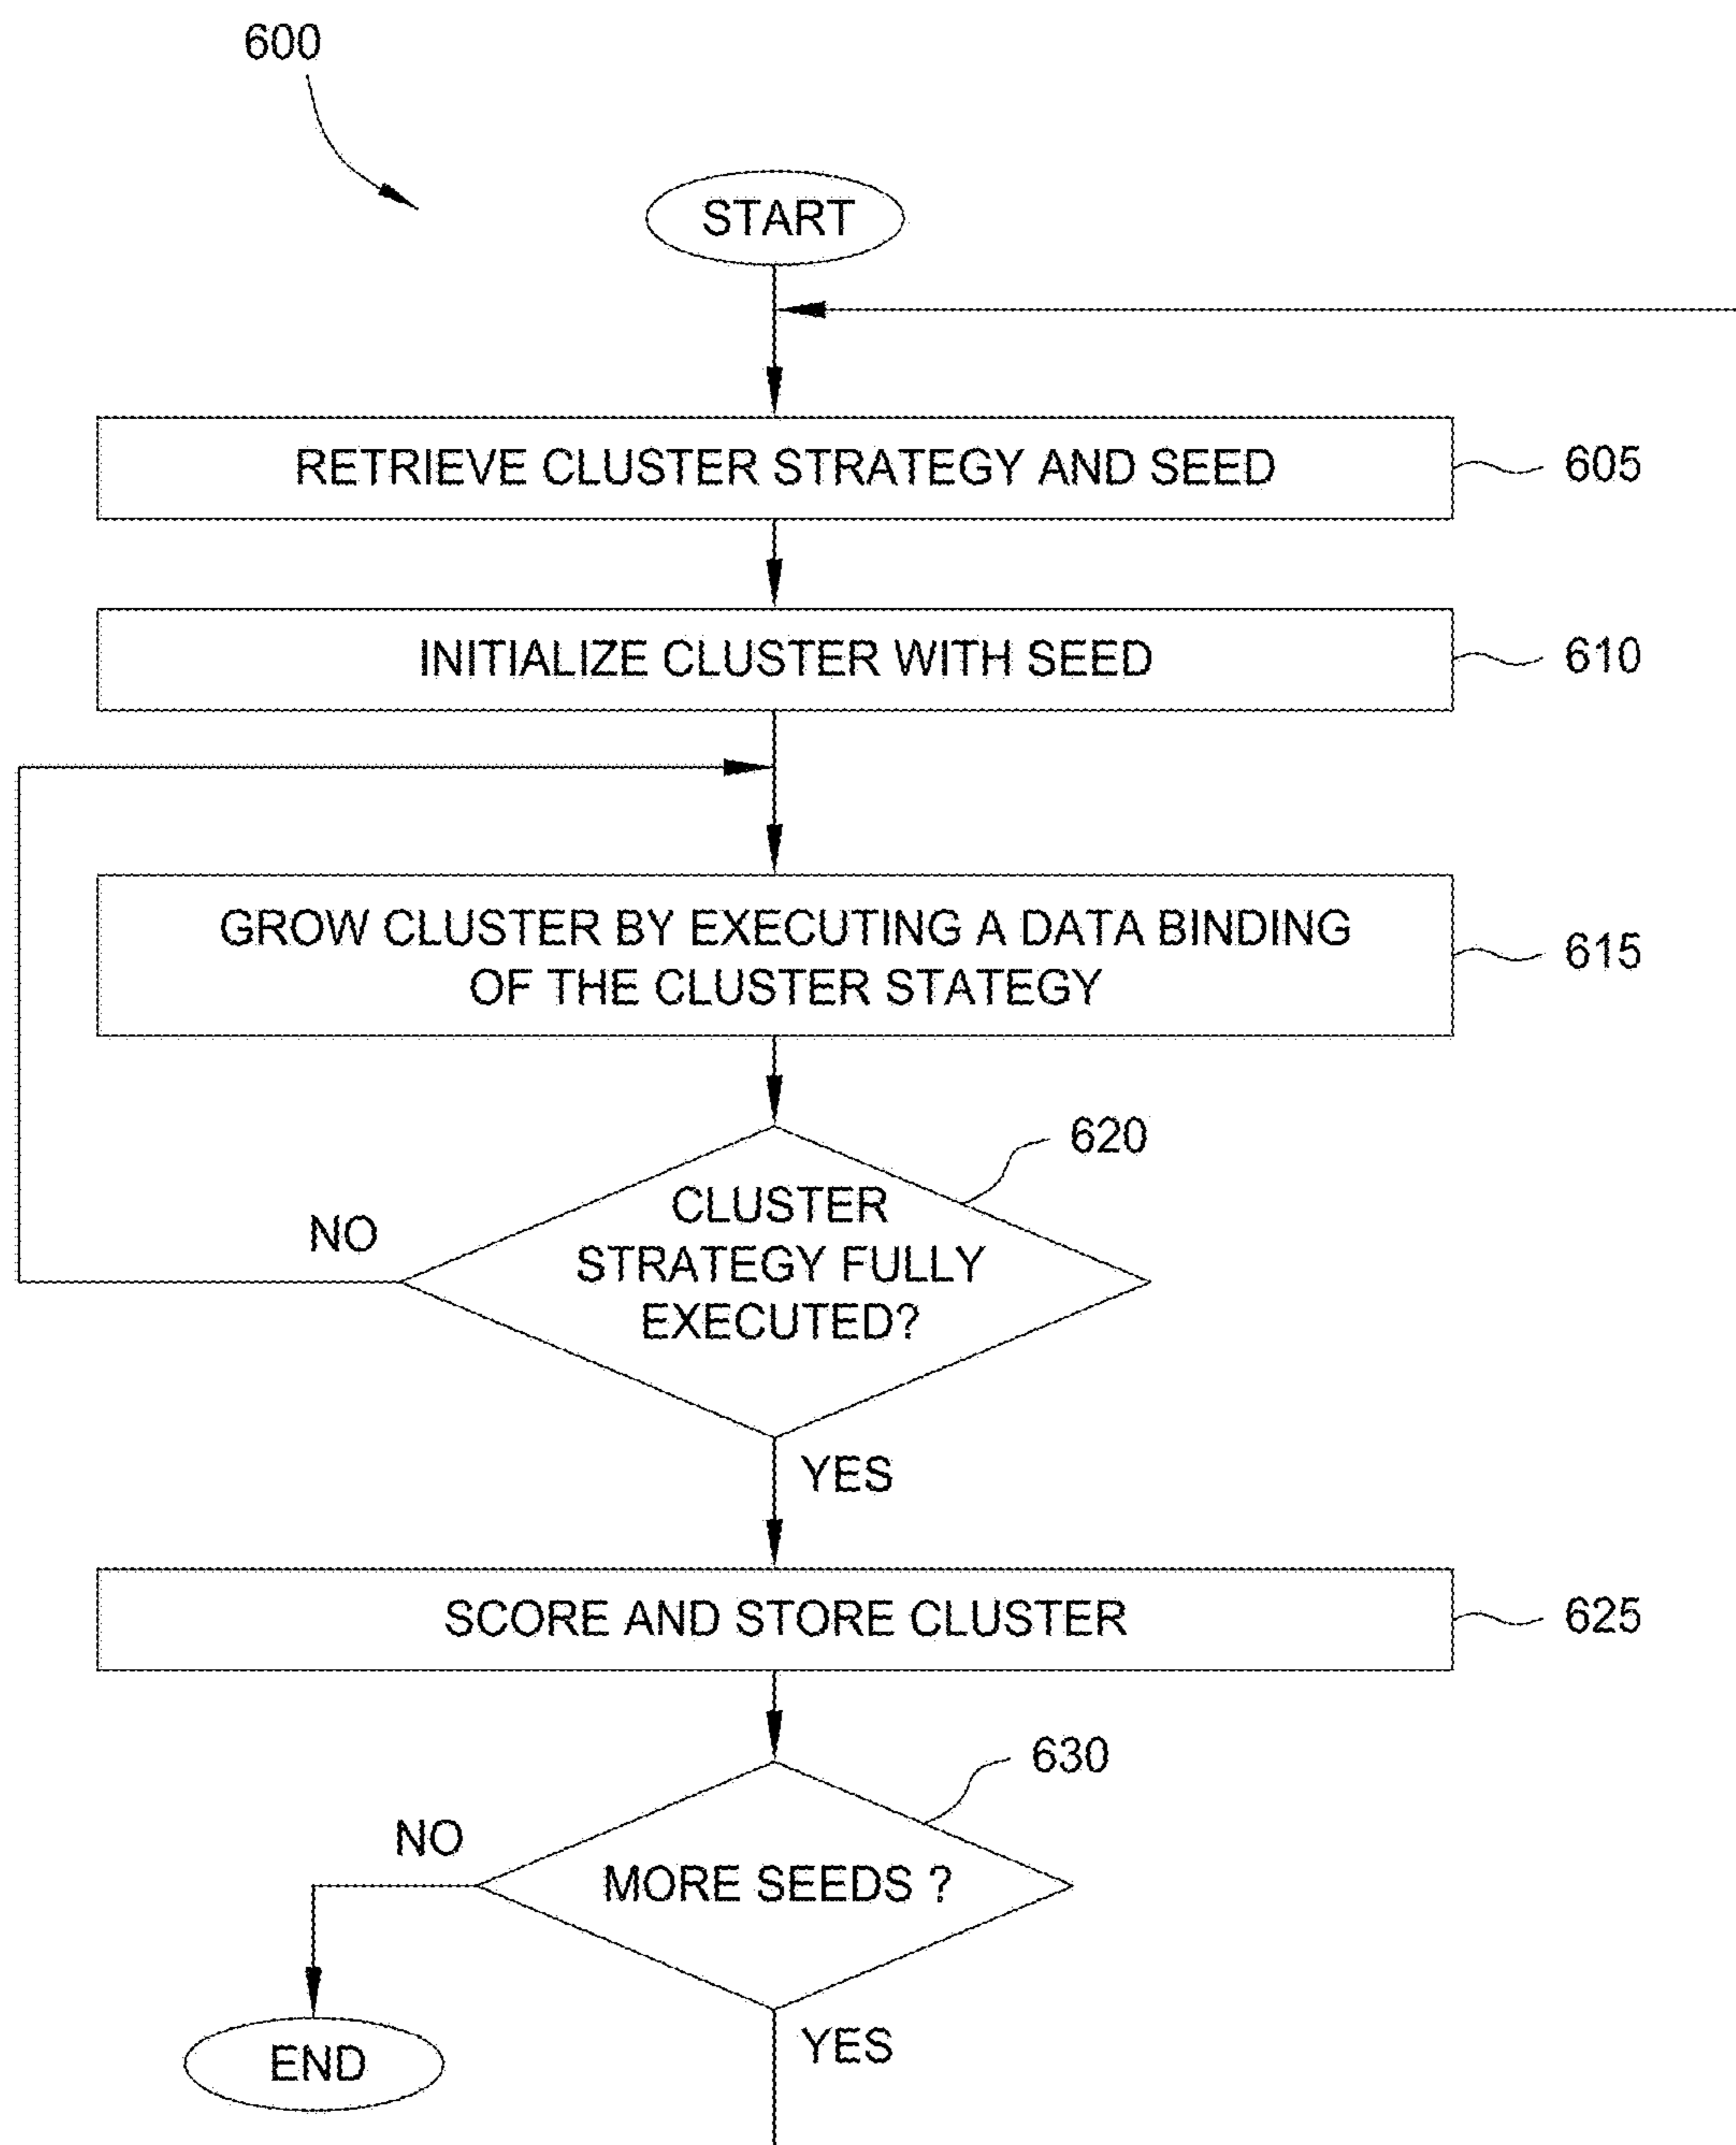 600
START
RETRIEVE CLUSTER STRATEGY AND SEED
605
INITIALIZE CLUSTER WITH SEED
610
GROW CLUSTER BY EXECUTING A DATA BINDING
OF THE CLUSTER STATEGY
615
620
CLUSTER
STRATEGY FULLY
EXECUTED?
NO
YES
SCORE AND STORE CLUSTER
625
630
NO
MORE SEEDS ?
YES
END